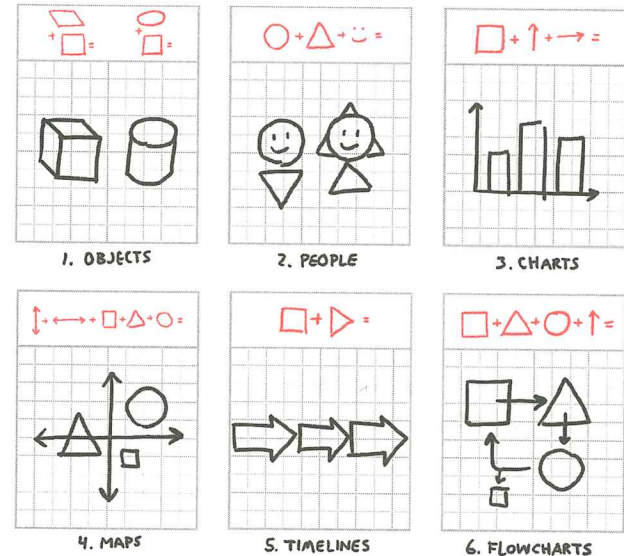 1. OBJECTS
2. PEOPLE
3. CHARTS
4. MAPS
5. TIMELINES
6. FLOWCHARTS